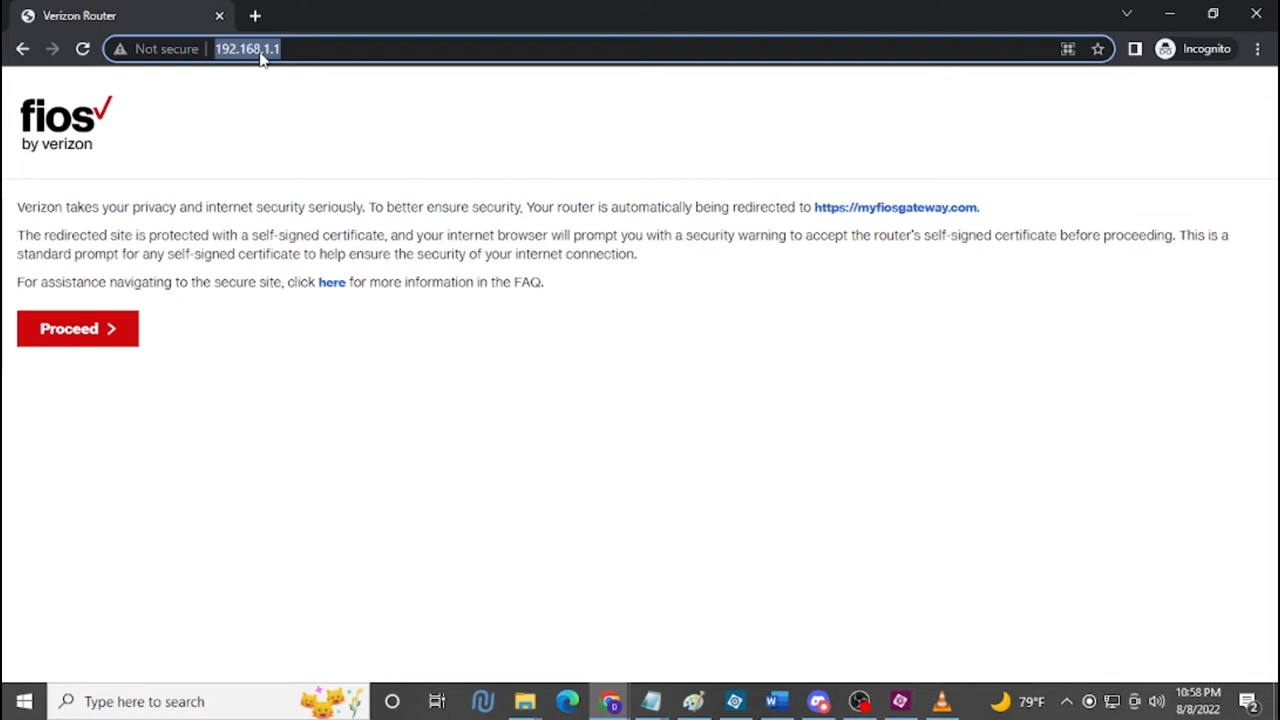 Verizon Router
Not secure
192.168.1.1
Incognito
fios
by verizon
Verizon takes your privacy and internet security seriously. To better ensure security, Your router is automatically being redirected to https://myfiosgateway.com.
The redirected site is protected with a self-signed certificate, and your internet browser will prompt you with a security warning to accept the router's self-signed certificate before proceeding. This is a
standard prompt for any self-signed certificate to help ensure the security of your internet connection.
For assistance navigating to the secure site, click here for more information in the FAQ.
Proceed >
Type here to search
79°F
10:58 PM
8/8/2022
2